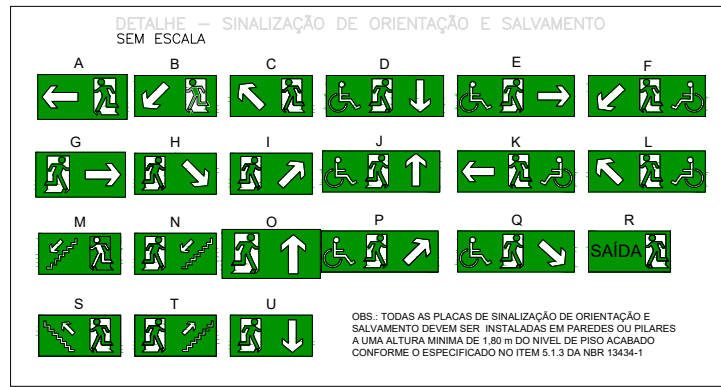 DETALHE – SINALIZAÇÃO DE ORIENTAÇÃO E SALVAMENTO
SEM ESCALA
A B C D E F
G H I J K L
M N O P Q R
SAÍDA
S T U
OBS.: TODAS AS PLACAS DE SINALIZAÇÃO DE ORIENTAÇÃO E
SALVAMENTO DEVEM SER INSTALADAS EM PAREDES OU PILARES
A UMA ALTURA MINIMA DE 1,80 m DO NIVEL DE PISO ACABADO
CONFORME O ESPECIFICADO NO ITEM 5.1.3 DA NBR 13434-1